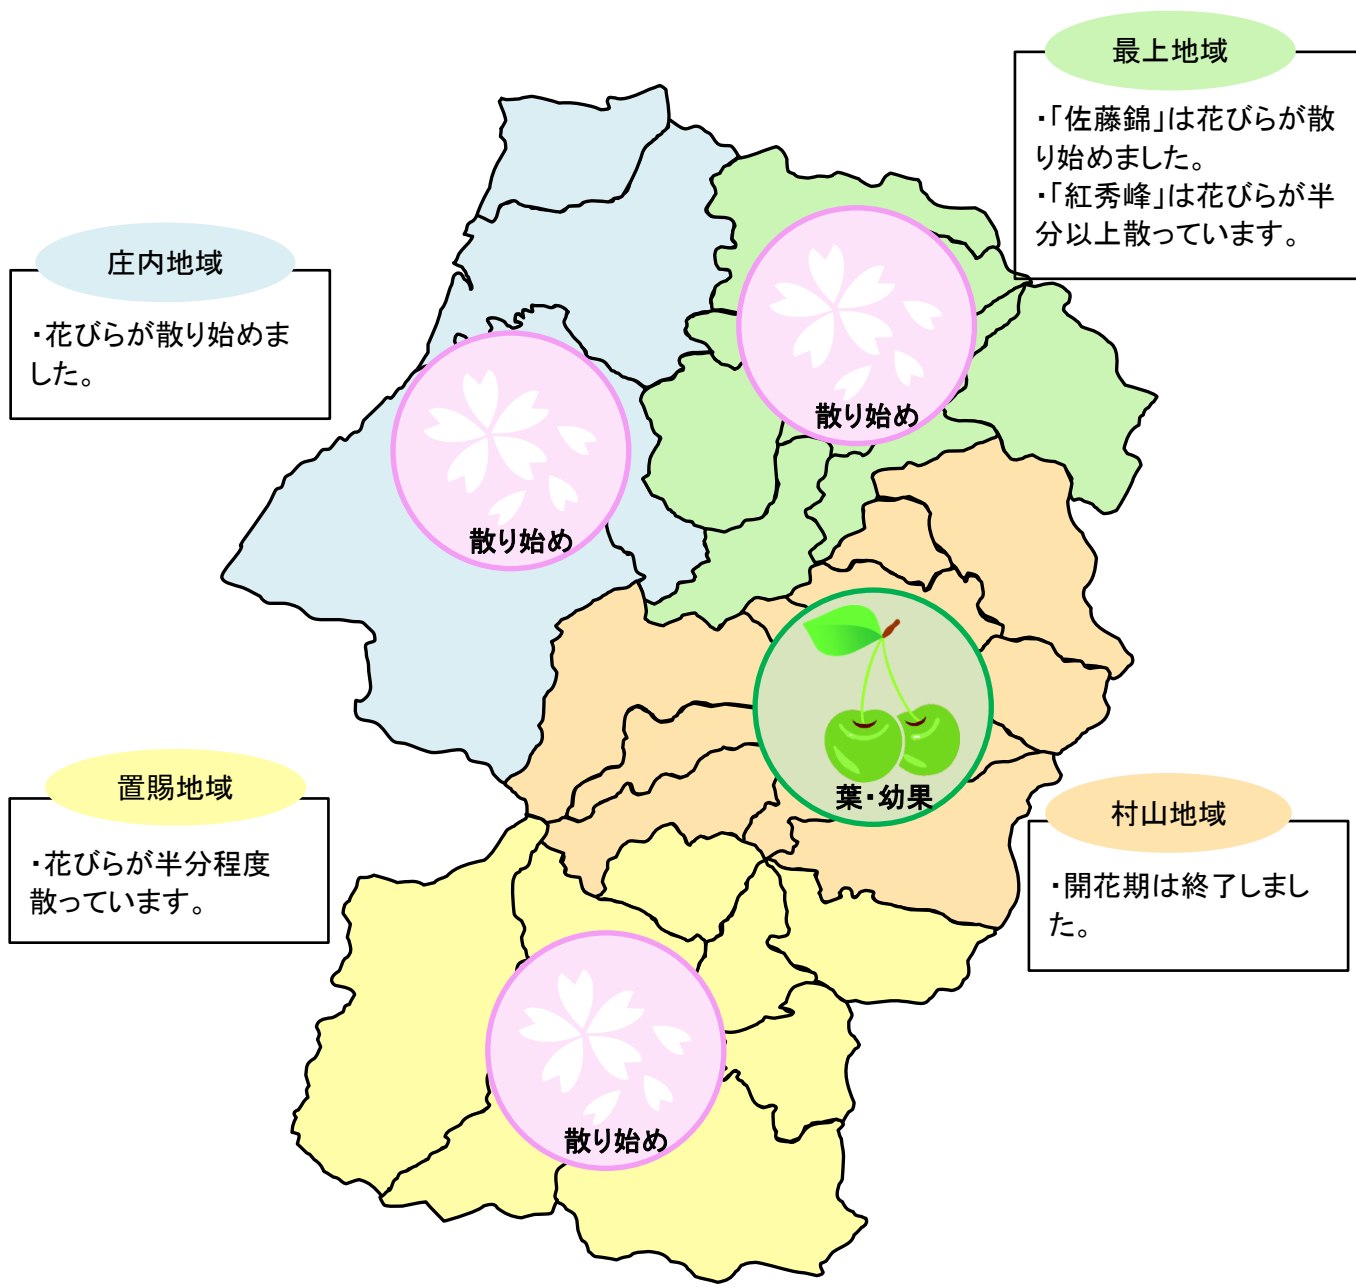 最上地域
・「佐藤錦」は花びらが散
り始めました。
・「紅秀峰」は花びらが半
分以上散っています。
庄内地域
・花びらが散り始めま
した。
散り始め
散り始め
葉・幼果
置賜地域
・花びらが半分程度
散っています。
村山地域
・開花期は終了しまし
た。
散り始め